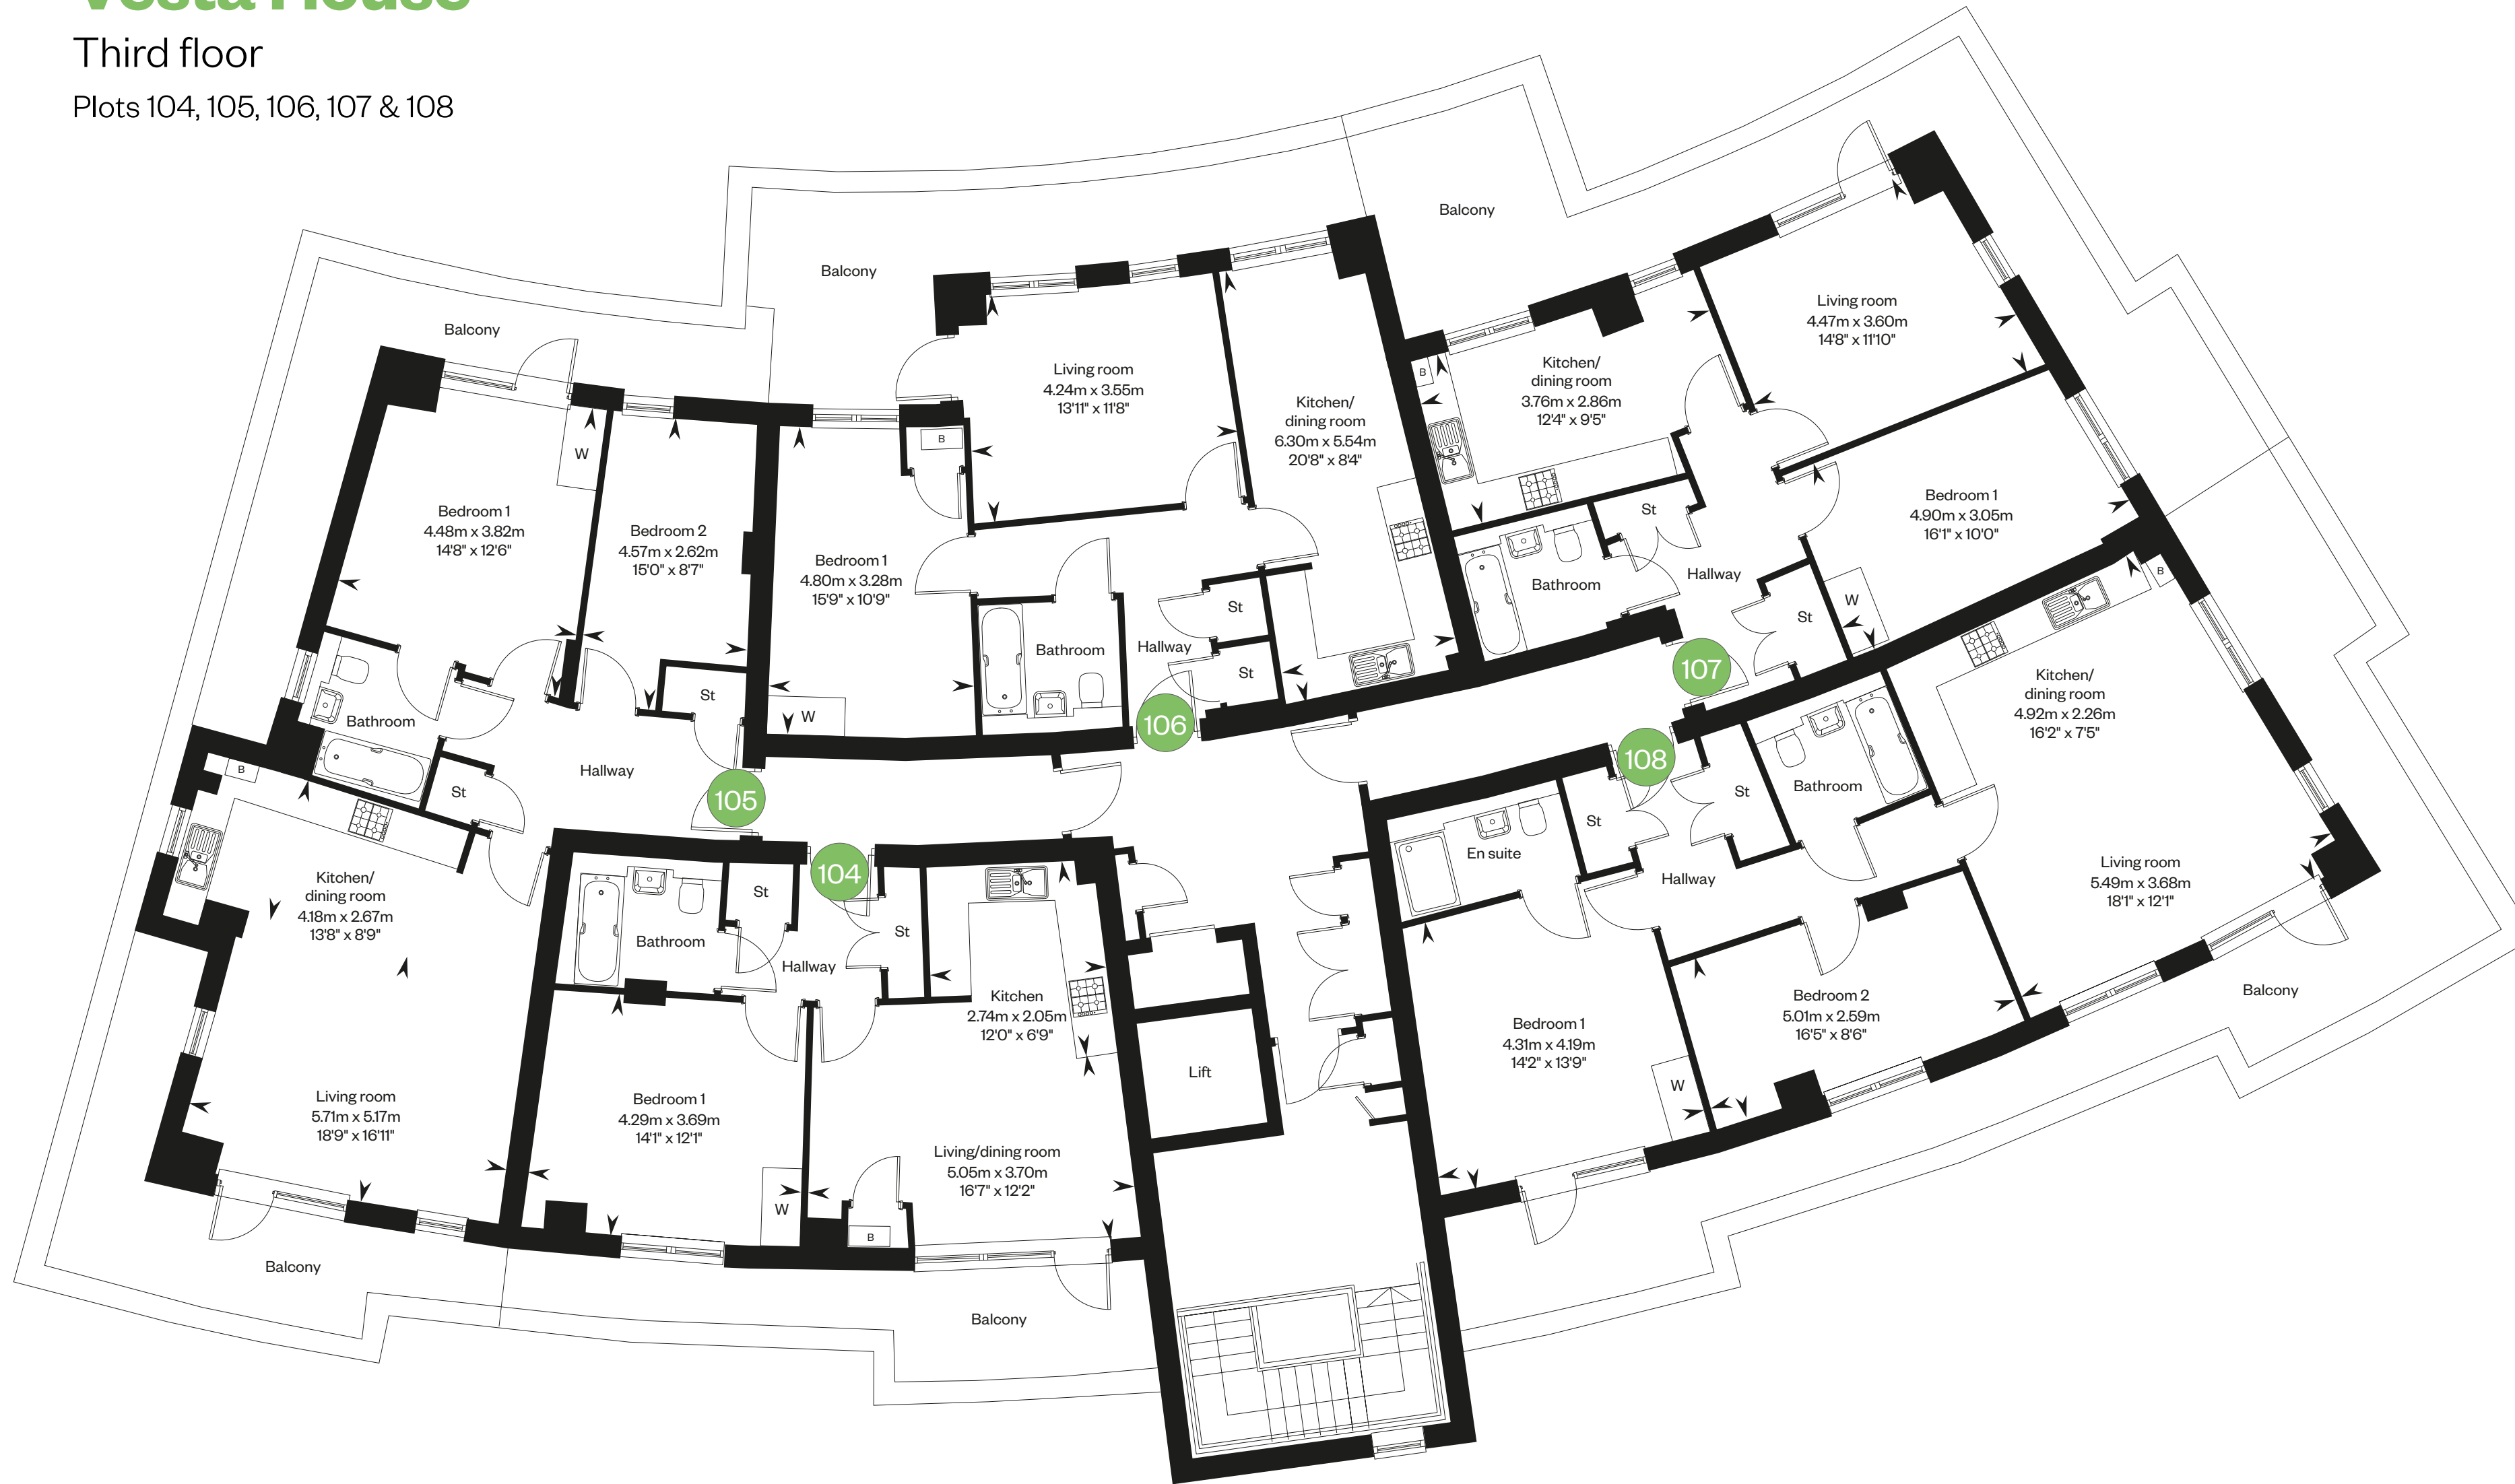 Vesta House
Third floor
Plots 104, 105, 106, 107 & 108
Balcony
Bedroom 1
4.48m x 3.82m
14'8" x 12'6"
W
Bedroom 2
4.57m x 2.62m
15'0" x 8'7"
St
Bathroom
St
Hallway
105
B
Kitchen/
dining room
4.18m x 2.67m
13'8" x 8'9"
Living room
5.71m x 5.17m
18'9" x 16'11"
Balcony
Balcony
B
Living room
4.24m x 3.55m
13'11" x 11'8"
Kitchen/
dining room
6.30m x 5.54m
20'8" x 8'4"
Bedroom 1
4.80m x 3.28m
15'9" x 10'9"
W
Bathroom
Hallway
St
St
106
104
Bathroom
St
St
Hallway
Kitchen
2.74m x 2.05m
12'0" x 6'9"
Bedroom 1
4.29m x 3.69m
14'1" x 12'1"
W
Living/dining room
5.05m x 3.70m
16'7" x 12'2"
B
Balcony
Lift
Balcony
B
Kitchen/
dining room
3.76m x 2.86m
12'4" x 9'5"
Living room
4.47m x 3.60m
14'8" x 11'10"
Bedroom 1
4.90m x 3.05m
16'1" x 10'0"
St
Bathroom
Hallway
St
W
107
108
B
Kitchen/
dining room
4.92m x 2.26m
16'2" x 7'5"
Bathroom
St
St
En suite
Hallway
Living room
5.49m x 3.68m
18'1" x 12'1"
Bedroom 2
5.01m x 2.59m
16'5" x 8'6"
Bedroom 1
4.31m x 4.19m
14'2" x 13'9"
W
Balcony